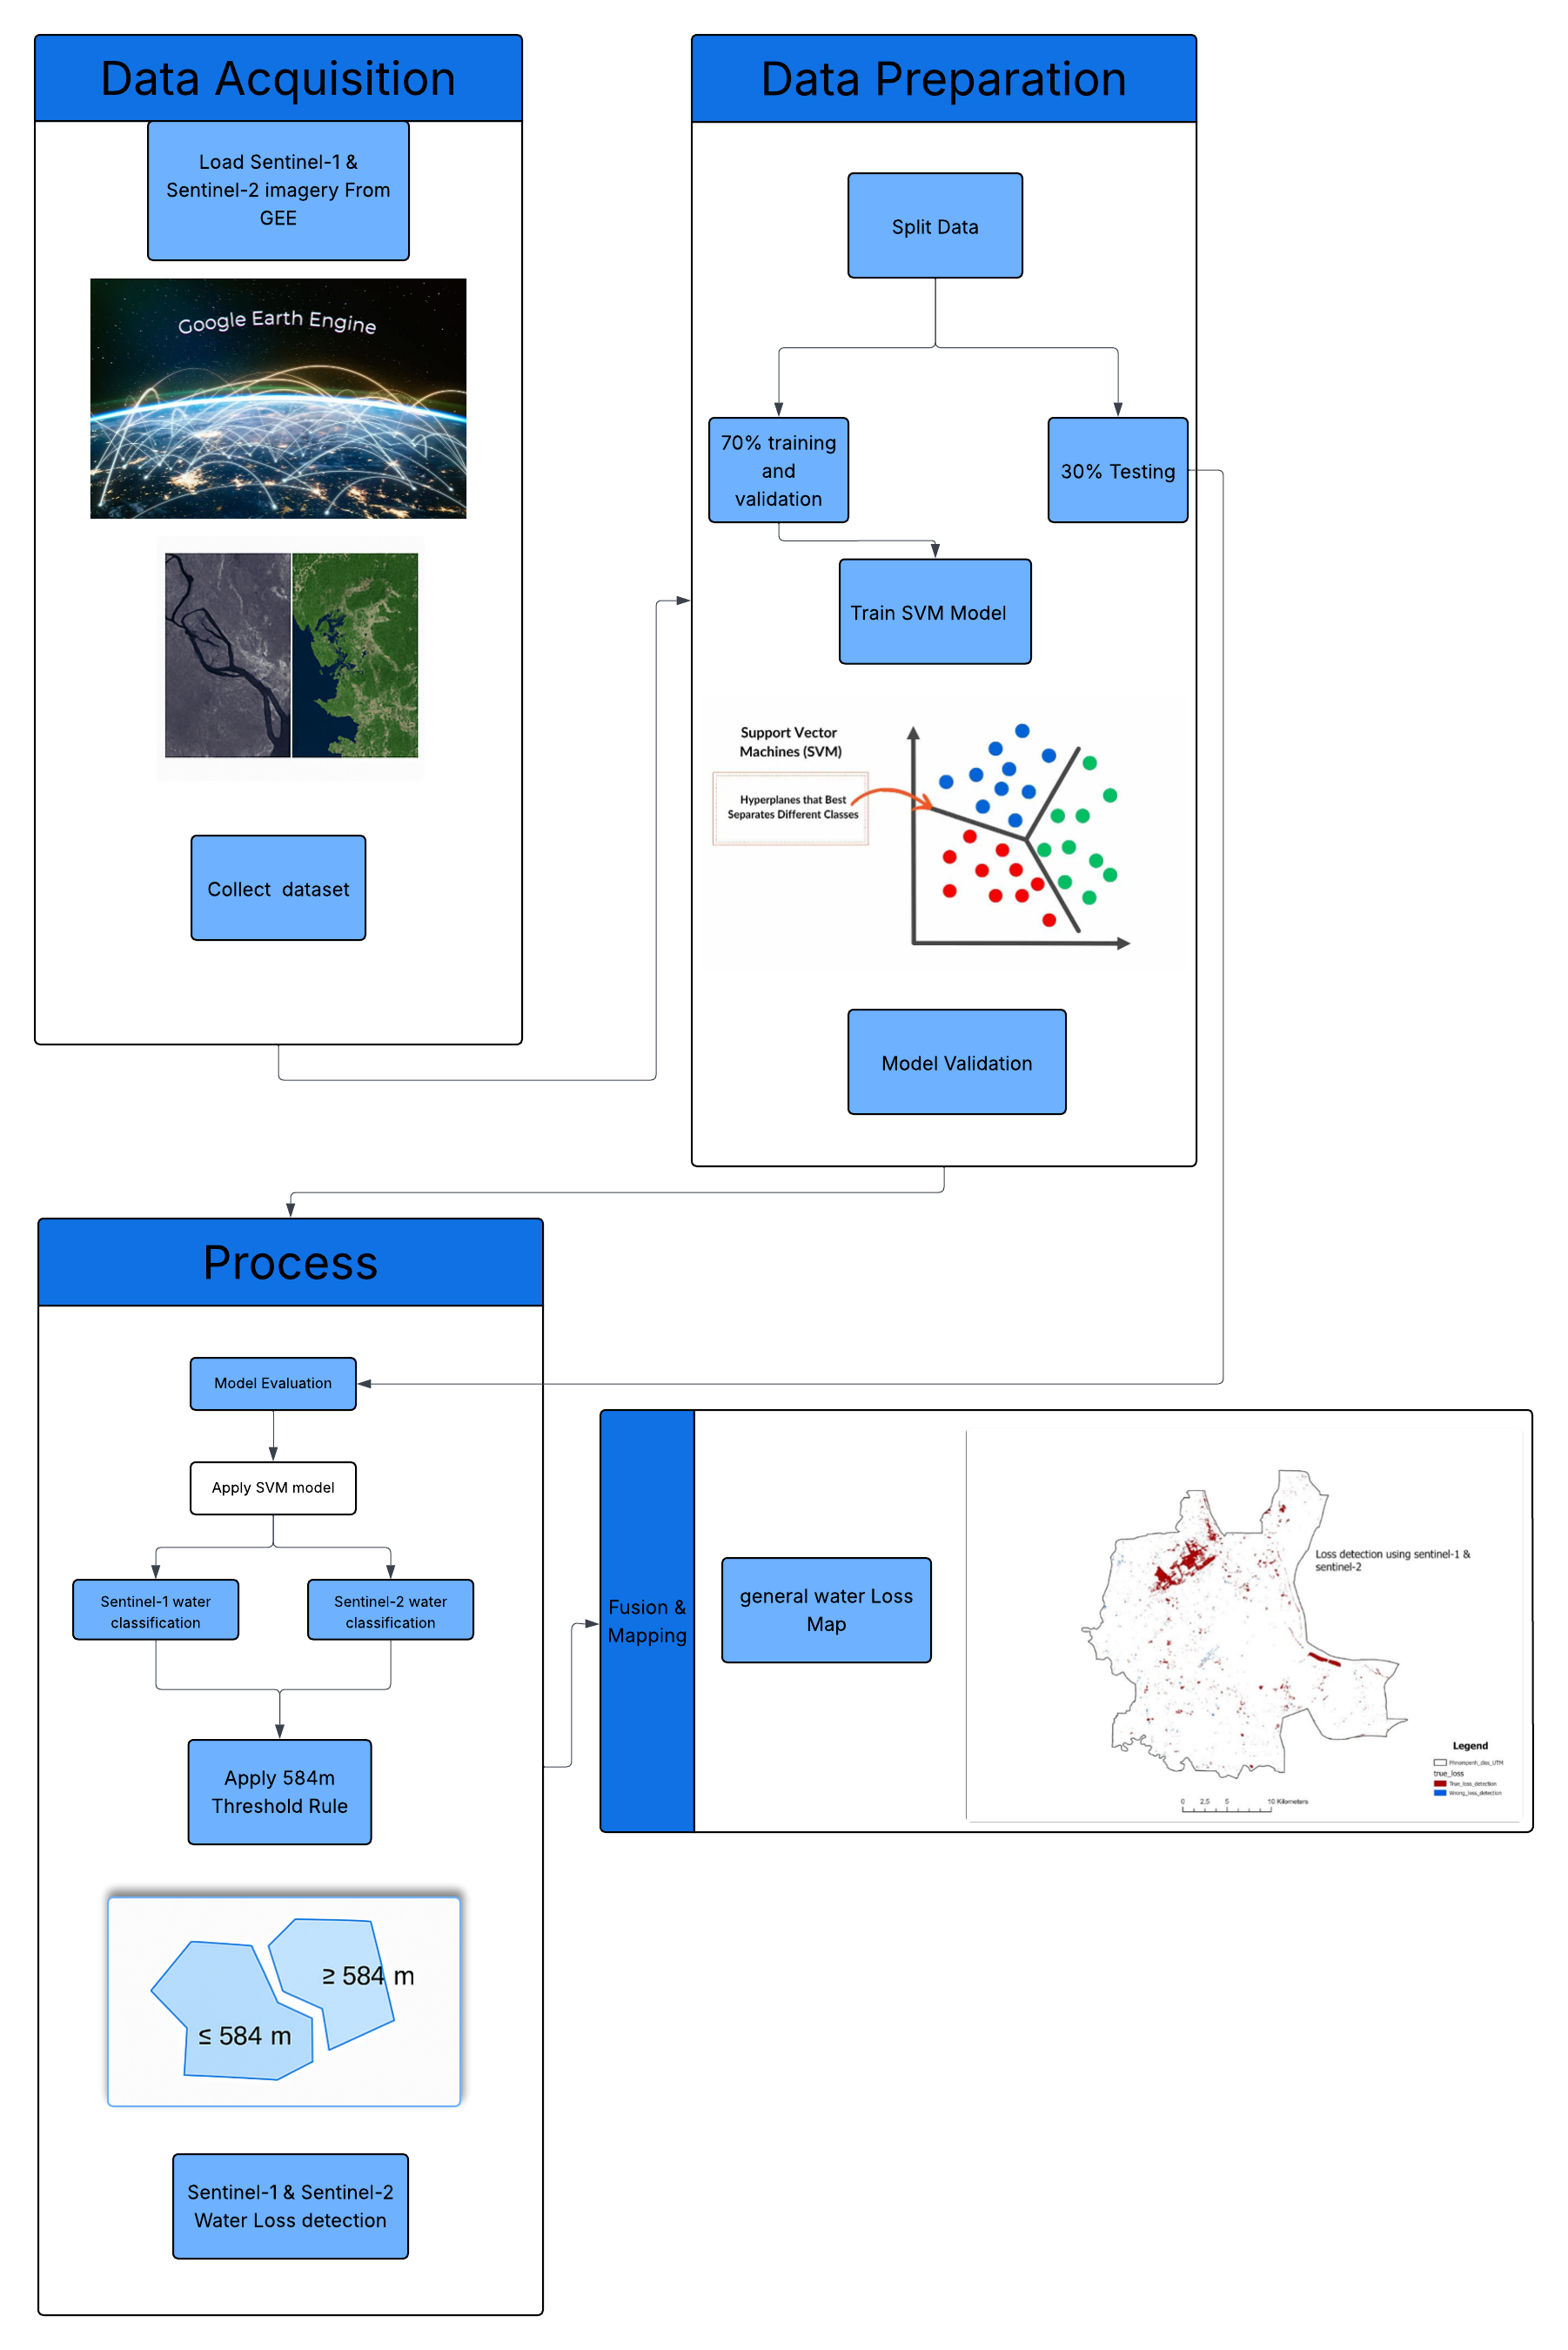 Data Acquisition
Load Sentinel-1 &
Sentinel-2 imagery From
GEE
Google Earth Engine
Collect dataset
Data Preparation
Split Data
70% training
and
validation
30% Testing
Train SVM Model
Support Vector
Machines (SVM)
Hyperplanes that Best
Separates Different Classes
Model Validation
Process
Model Evaluation
Apply SVM model
Sentinel-1 water
classification
Sentinel-2 water
classification
Apply 584m
Threshold Rule
≥ 584 m
≤ 584 m
Sentinel-1 & Sentinel-2
Water Loss detection
Fusion &
Mapping
general water Loss
Map
Loss detection using sentinel-1 &
sentinel-2
Legend
Phnompenh_diss_UTM
true_loss
True_loss_detection
Wrong_loss_detection
0 2.5 5 10 Kilometers